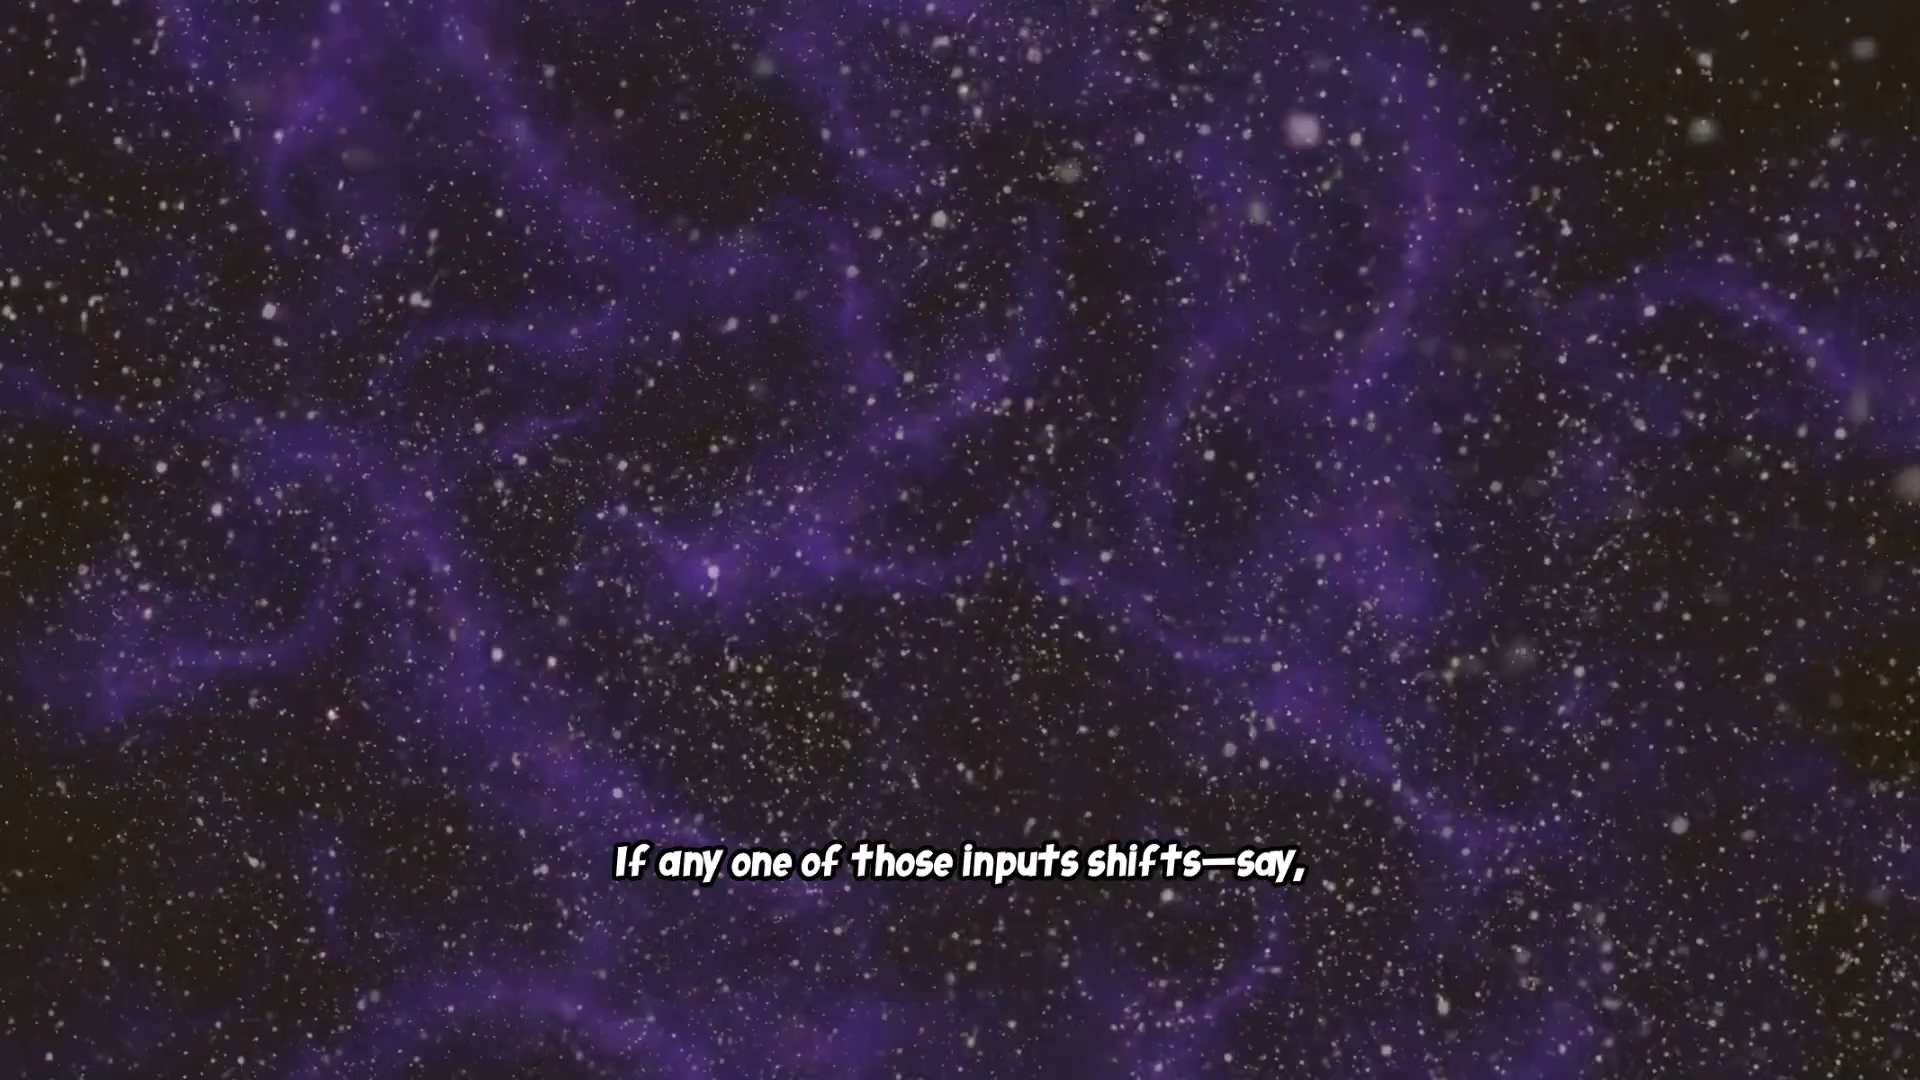 If any one of those inputs shifts—say,